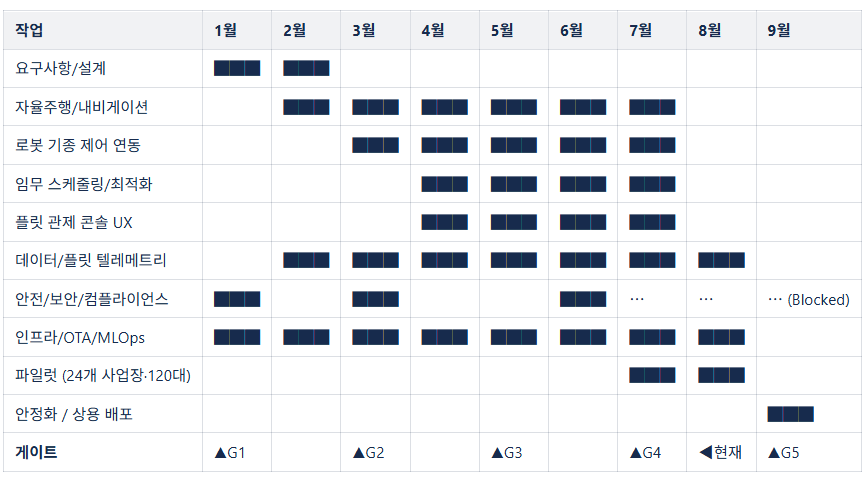 작업 1월 2월 3월 4월 5월 6월 7월 8월 9월
요구사항/설계 ███ ███
자율주행/내비게이션 ███ ███ ███ ███ ███ ███
로봇 기종 제어 연동 ███ ███ ███ ███ ███
임무 스케줄링/최적화 ███ ███ ███ ███
플릿 관제 콘솔 UX ███ ███ ███ ███
데이터/플릿 텔레메트리 ███ ███ ███ ███ ███ ███ ███
안전/보안/컴플라이언스 ███ ███ ███ … … … (Blocked)
인프라/OTA/MLOps ███ ███ ███ ███ ███ ███ ███ ███
파일럿 (24개 사업장·120대) ███ ███
안정화 / 상용 배포 ███
게이트 ▲G1 ▲G2 ▲G3 ▲G4 ◀현재 ▲G5